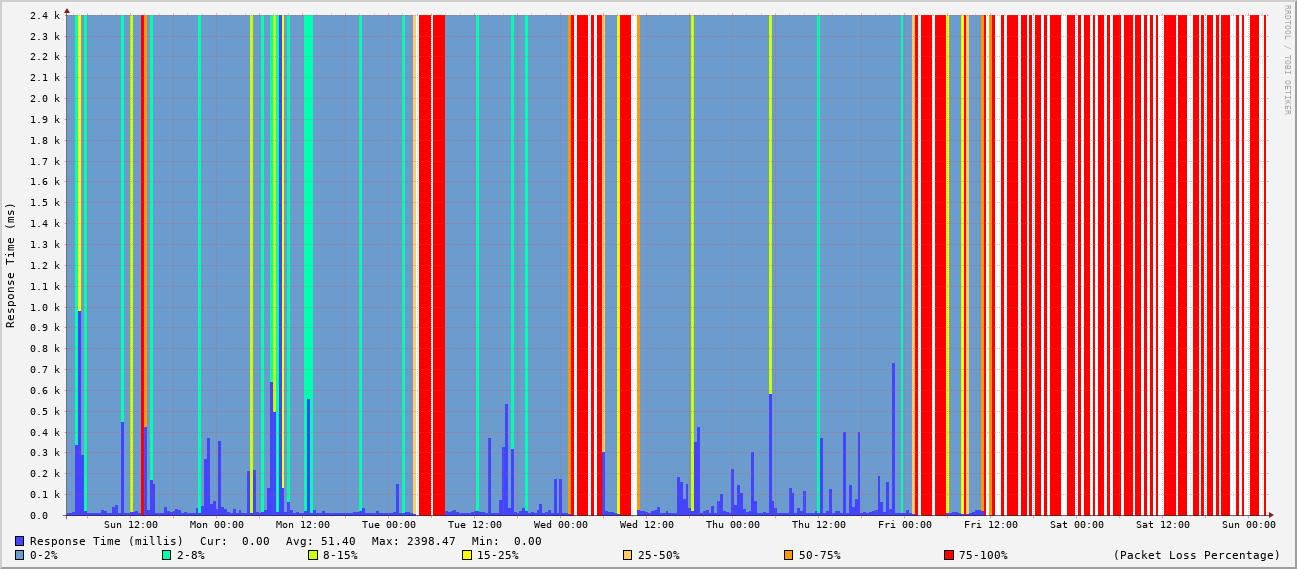 2.4 k
2.3 k
2.2 k
2.1 k
2.0 k
1.9 k
1.8 k
1.7 k
1.6 k
1.5 k
1.4 k
1.3 k
1.2 k
1.1 k
1.0 k
0.9 k
0.8 k
0.7 k
0.6 k
0.5 k
0.4 k
0.3 k
0.2 k
0.1 k
0.0
Response Time (ms)
RRDTOOL / TOBI OETIKER
Sun 12:00 Mon 00:00 Mon 12:00 Tue 00:00 Tue 12:00 Wed 00:00 Wed 12:00 Thu 00:00 Thu 12:00 Fri 00:00 Fri 12:00 Sat 00:00 Sat 12:00 Sun 00:00
Response Time (millis) Cur: 0.00 Avg: 51.40 Max: 2398.47 Min: 0.00
0-2% 2-8% 8-15% 15-25% 25-50% 50-75% 75-100% (Packet Loss Percentage)